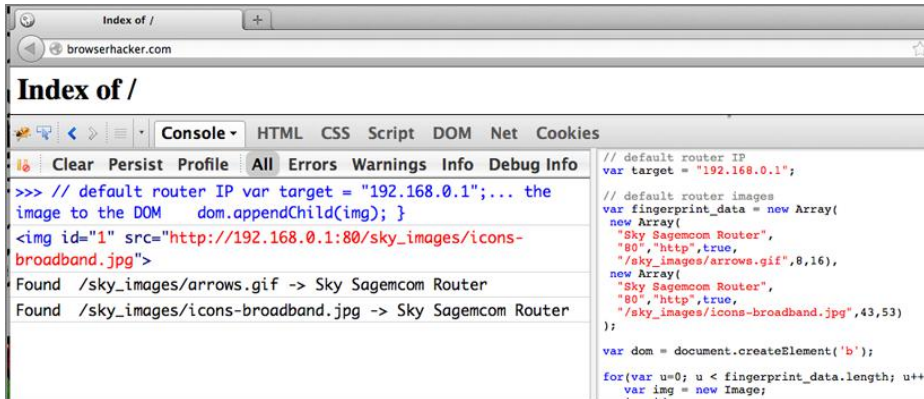 Index of /
+
browserhacker.com
Index of /
Console HTML CSS Script DOM Net Cookies
Clear Persist Profile All Errors Warnings Info Debug Info
>>> // default router IP var target = "192.168.0.1";... the
image to the DOM    dom.appendChild(img); }
<img id="1" src="http://192.168.0.1:80/sky_images/icons-
broadband.jpg">
Found  /sky_images/arrows.gif -> Sky Sagemcom Router
Found  /sky_images/icons-broadband.jpg -> Sky Sagemcom Router
// default router IP
var target = "192.168.0.1";
// default router images
var fingerprint_data = new Array(
new Array(
"Sky Sagemcom Router",
"80","http",true,
"/sky_images/arrows.gif",8,16),
new Array(
"Sky Sagemcom Router",
"80","http",true,
"/sky_images/icons-broadband.jpg",43,53)
);
var dom = document.createElement('b');
for(var u=0; u < fingerprint_data.length; u++
var img = new Image;